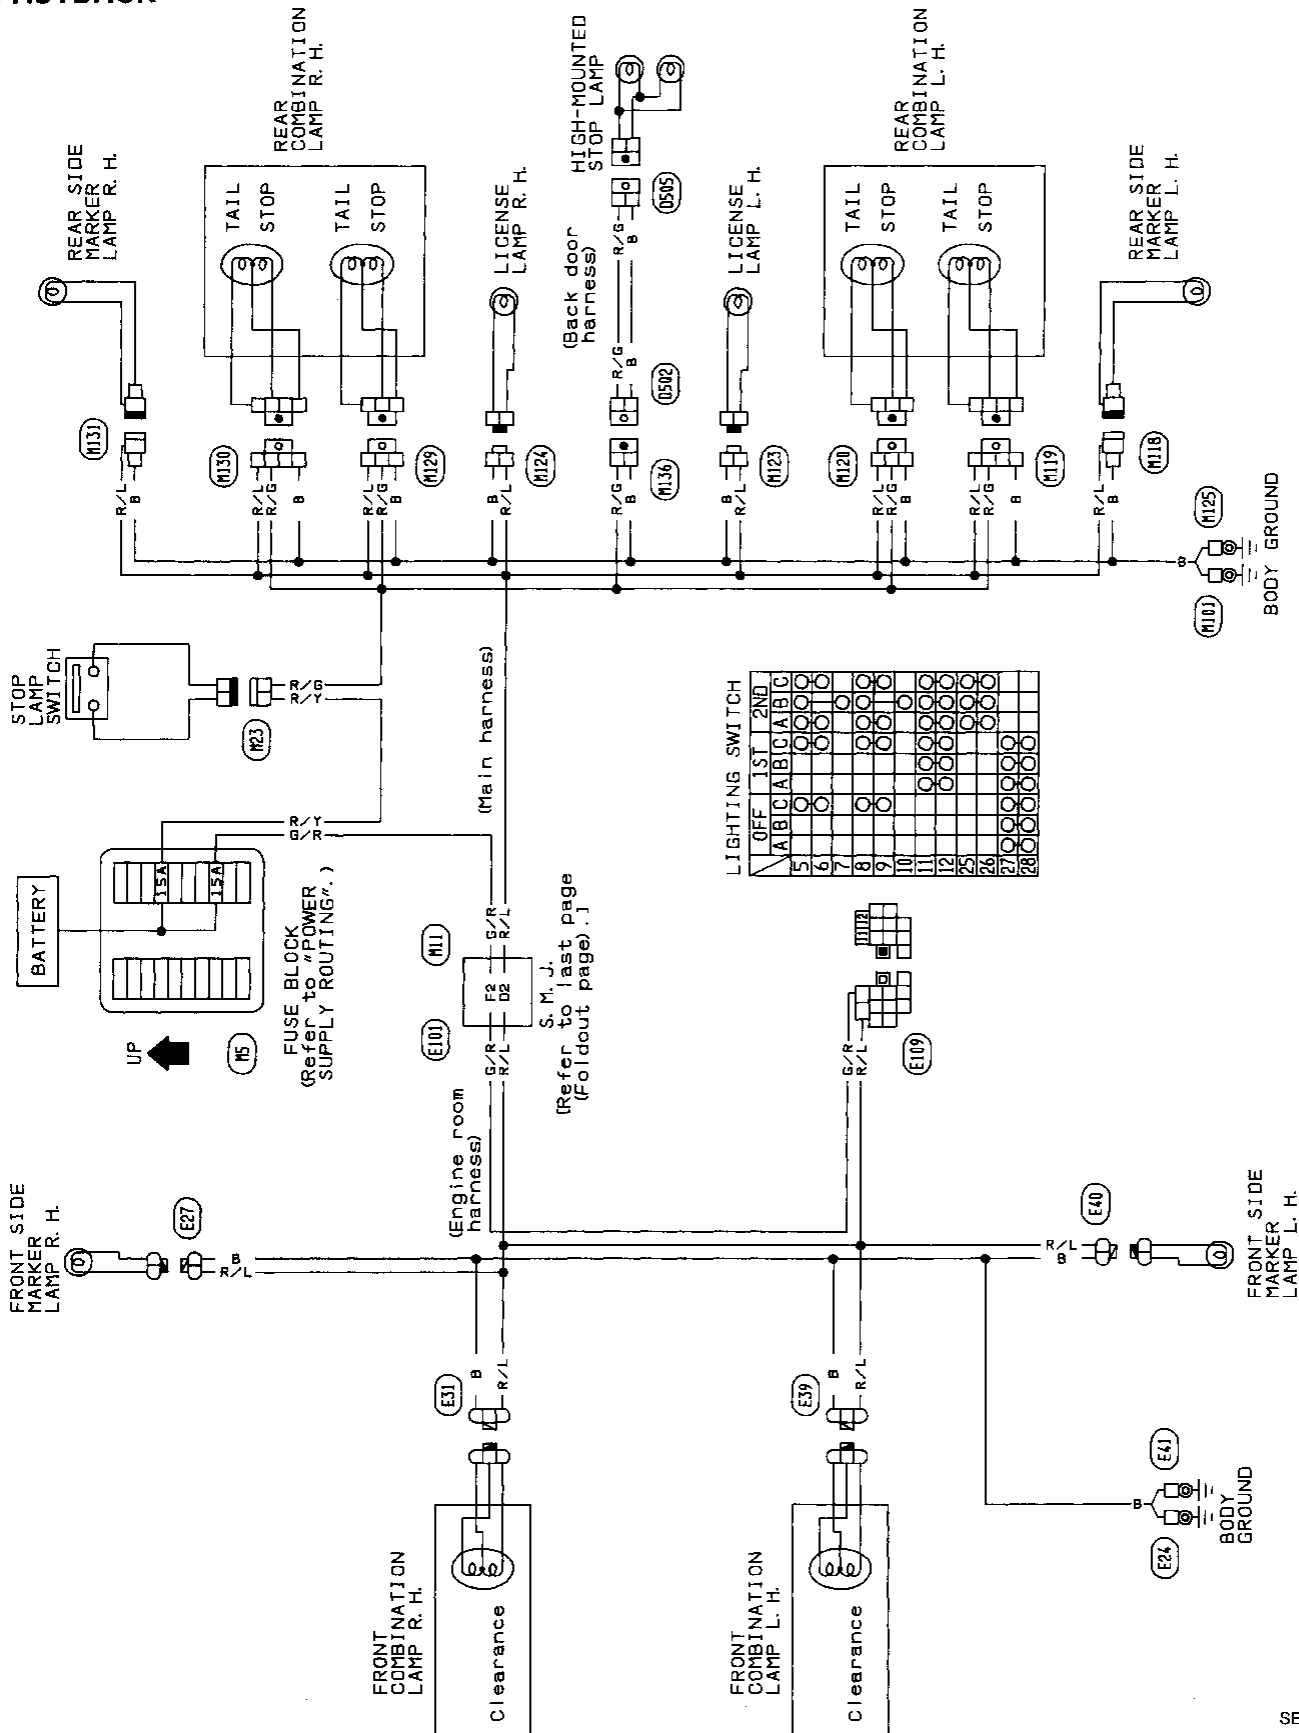 REAR SIDE
MARKER
LAMP R. H.
REAR
COMBINATION
LAMP R. H.
TAIL
STOP
TAIL
STOP
LICENSE
LAMP R. H.
HIGH-MOUNTED
STOP LAMP
(Back door
harness)
LICENSE
LAMP L. H.
REAR
COMBINATION
LAMP L. H.
TAIL
STOP
TAIL
STOP
REAR SIDE
MARKER
LAMP L. H.
D505
R/G
B
R/G
B
D502
M131
M130
M129
M124
M136
M123
M120
M119
M118
R/L
B
R/L
R/G
B
R/L
R/G
B
B
R/L
R/G
B
B
R/L
R/L
R/G
B
R/L
R/G
B
R/L
B
B
M125
M101
BODY GROUND
STOP
LAMP
SWITCH
M23
R/G
R/Y
BATTERY
15A
15A
R/Y
G/R
UP
M5
FUSE BLOCK
(Refer to "POWER
SUPPLY ROUTING".)
(Main harness)
M11
G/R
R/L
F2
D2
E101
G/R
R/L
S. M. J.
[Refer to last page
(Foldout page).]
(Engine room
harness)
LIGHTING SWITCH
OFF 1ST 2ND
A B C A B C A B C
5
6
7
8
9
10
11
12
25
26
27
28
11 12
G/R
R/L
E109
FRONT SIDE
MARKER
LAMP R. H.
E27
B
R/L
E40
R/L
B
FRONT SIDE
MARKER
LAMP L. H.
E31
B
R/L
E39
B
R/L
FRONT
COMBINATION
LAMP R. H.
Clearance
FRONT
COMBINATION
LAMP L. H.
Clearance
B
E41
E24
BODY
GROUND